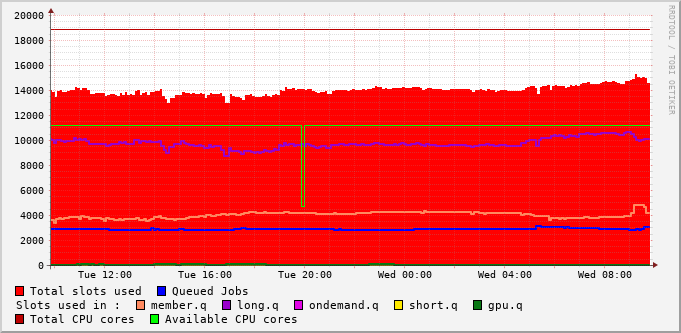 RRDTOOL / TOBI OETIKER
20000
18000
16000
14000
12000
10000
8000
6000
4000
2000
0
Tue 12:00 Tue 16:00 Tue 20:00 Wed 00:00 Wed 04:00 Wed 08:00
Total slots used Queued Jobs
Slots used in : member.q long.q ondemand.q short.q gpu.q
Total CPU cores Available CPU cores